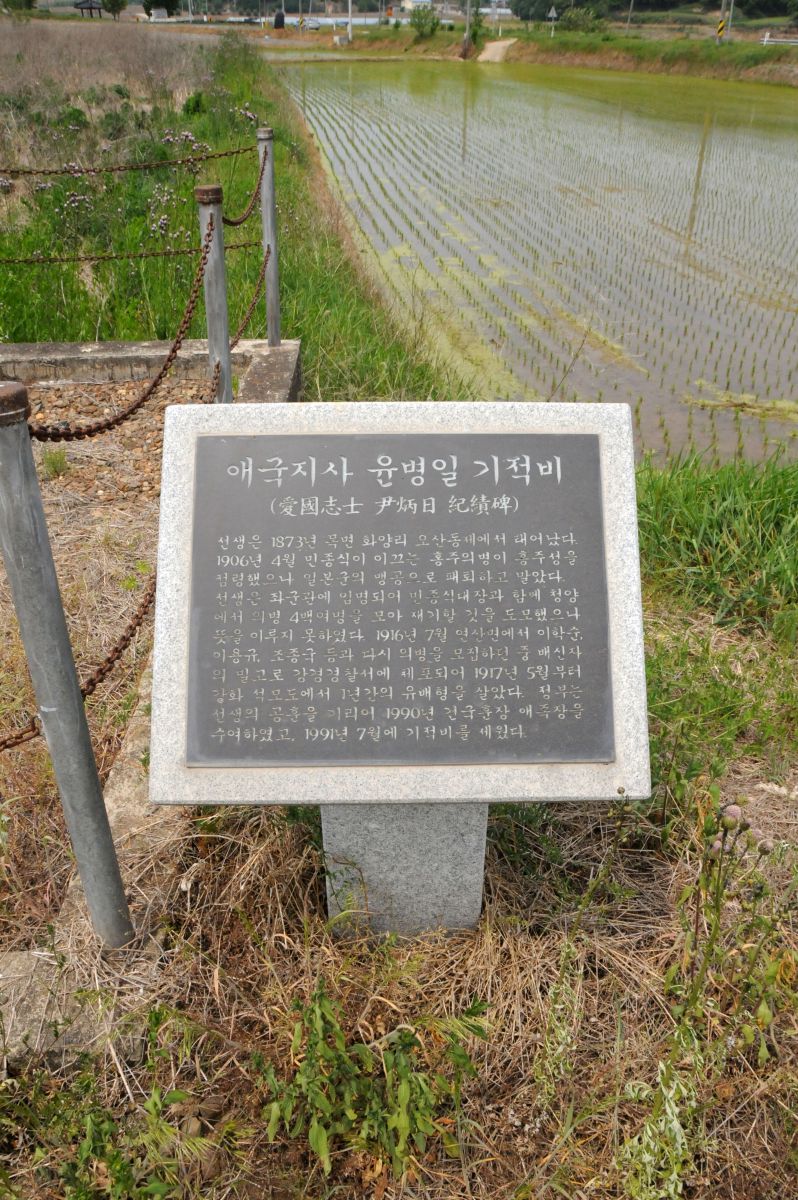 애국지사 윤병일 기적비
(愛國志士 尹炳日 紀績碑)
선생은 1873년 목면 화양리 오산동네에서 태어났다.
1906년 4월 민종식이 이끄는 홍주의병이 홍주성을
점령했으나 일본군의 맹공으로 패퇴하고 말았다.
선생은 좌군관에 임명되어 민종식대장과 함께 청양
에서 의병 4백여명을 모아 재기할 것을 도모했으나
뜻을 이루지 못하였다. 1916년 7월 연산면에서 이학순,
이용규, 조종국 등과 다시 의병을 모집하던 중 배신자
의 밀고로 강경경찰서에 체포되어 1917년 5월부터
강화 석모도에서 1년간의 유배형을 살았다. 정부는
선생의 공훈을 기리어 1990년 건국훈장 애족장을
수여하였고, 1991년 7월에 기적비를 세웠다.